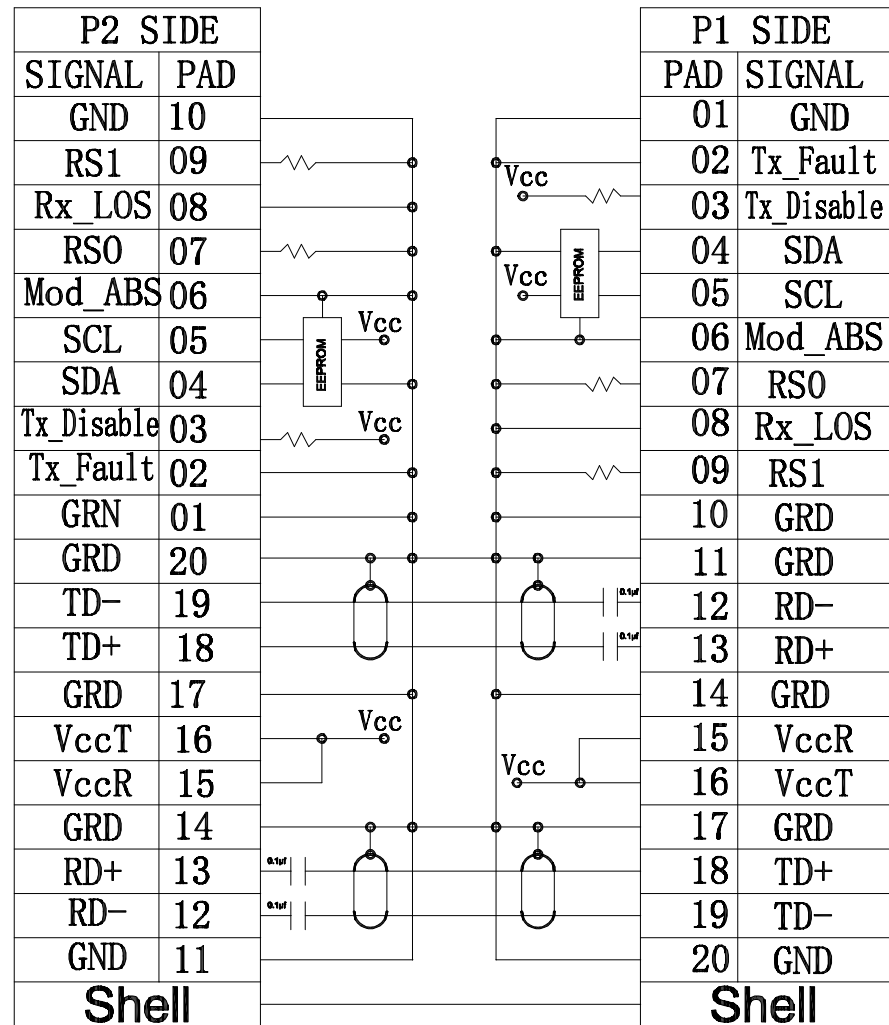 P2 SIDE P1 SIDE
SIGNAL PAD PAD SIGNAL
GND 10 01 GND
RS1 09 02 Tx_Fault
Vcc
Rx_LOS 08 03 Tx_Disable
RS0 07 04 SDA
EEPROM
Vcc
Mod_ABS 06 05 SCL
Vcc
SCL 05 06 Mod_ABS
EEPROM
SDA 04 07 RS0
Vcc
Tx_Disable 03 08 Rx_LOS
Tx_Fault 02 09 RS1
GRN 01 10 GRD
GRD 20 11 GRD
TD- 19 0.1μf 12 RD-
TD+ 18 0.1μf 13 RD+
GRD 17 14 GRD
Vcc
VccT 16 15 VccR
Vcc
VccR 15 16 VccT
GRD 14 17 GRD
RD+ 13 0.1μf 18 TD+
RD- 12 0.1μf 19 TD-
GND 11 20 GND
Shell Shell